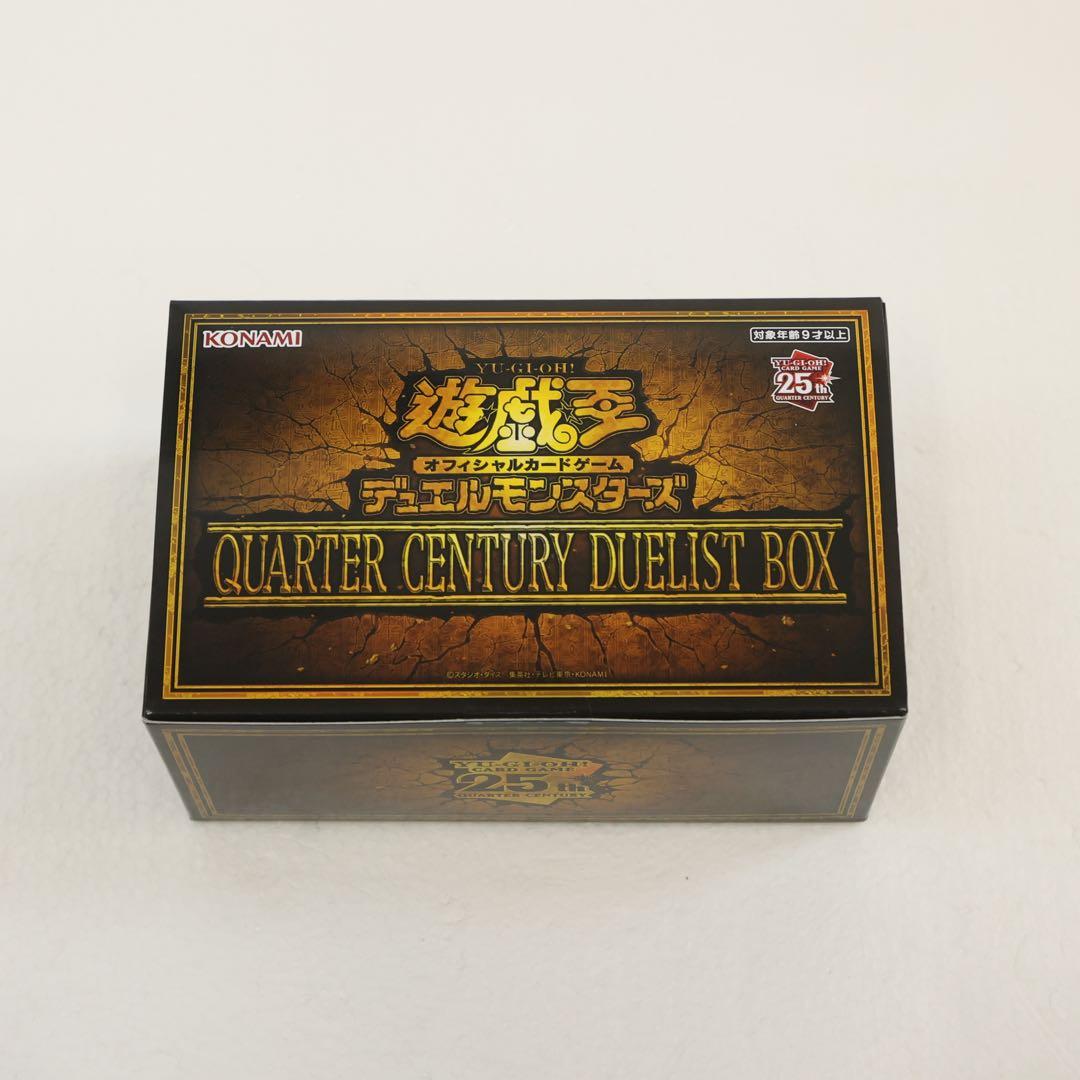 KONAMI
対象年齢9才以上
YU-GI-OH!
CARD GAME
25th
QUARTER CENTURY
YU-GI-OH!
遊戯王
オフィシャルカードゲーム
デュエルモンスターズ
QUARTER CENTURY DUELIST BOX
©スタジオ・ダイス/集英社・テレビ東京・KONAMI
YU-GI-OH!
CARD GAME
25th
QUARTER CENTURY